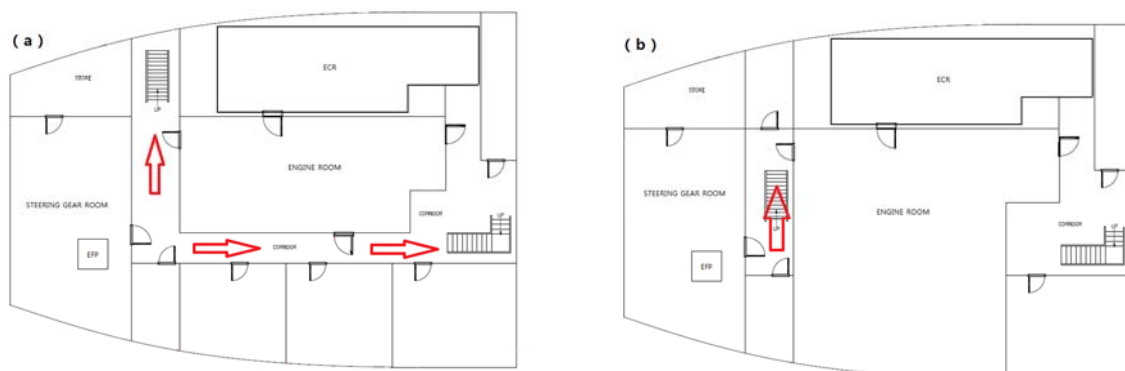 (a)
STORE
UP
ECR
ENGINE ROOM
STEERING GEAR ROOM
CORRIDOR
UP
CORRIDOR
EFP
(b)
STORE
ECR
STEERING GEAR ROOM
UP
ENGINE ROOM
CORRIDOR
UP
EFP